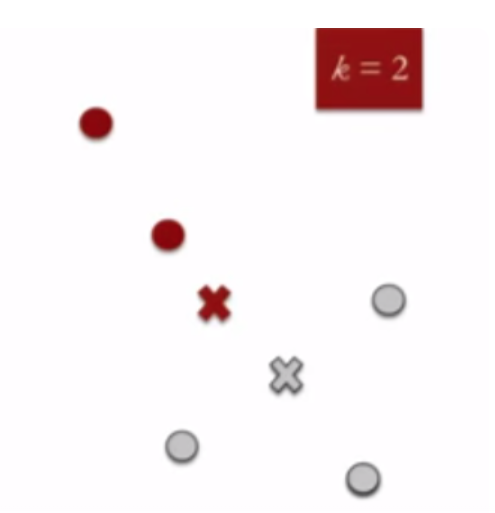 k = 2